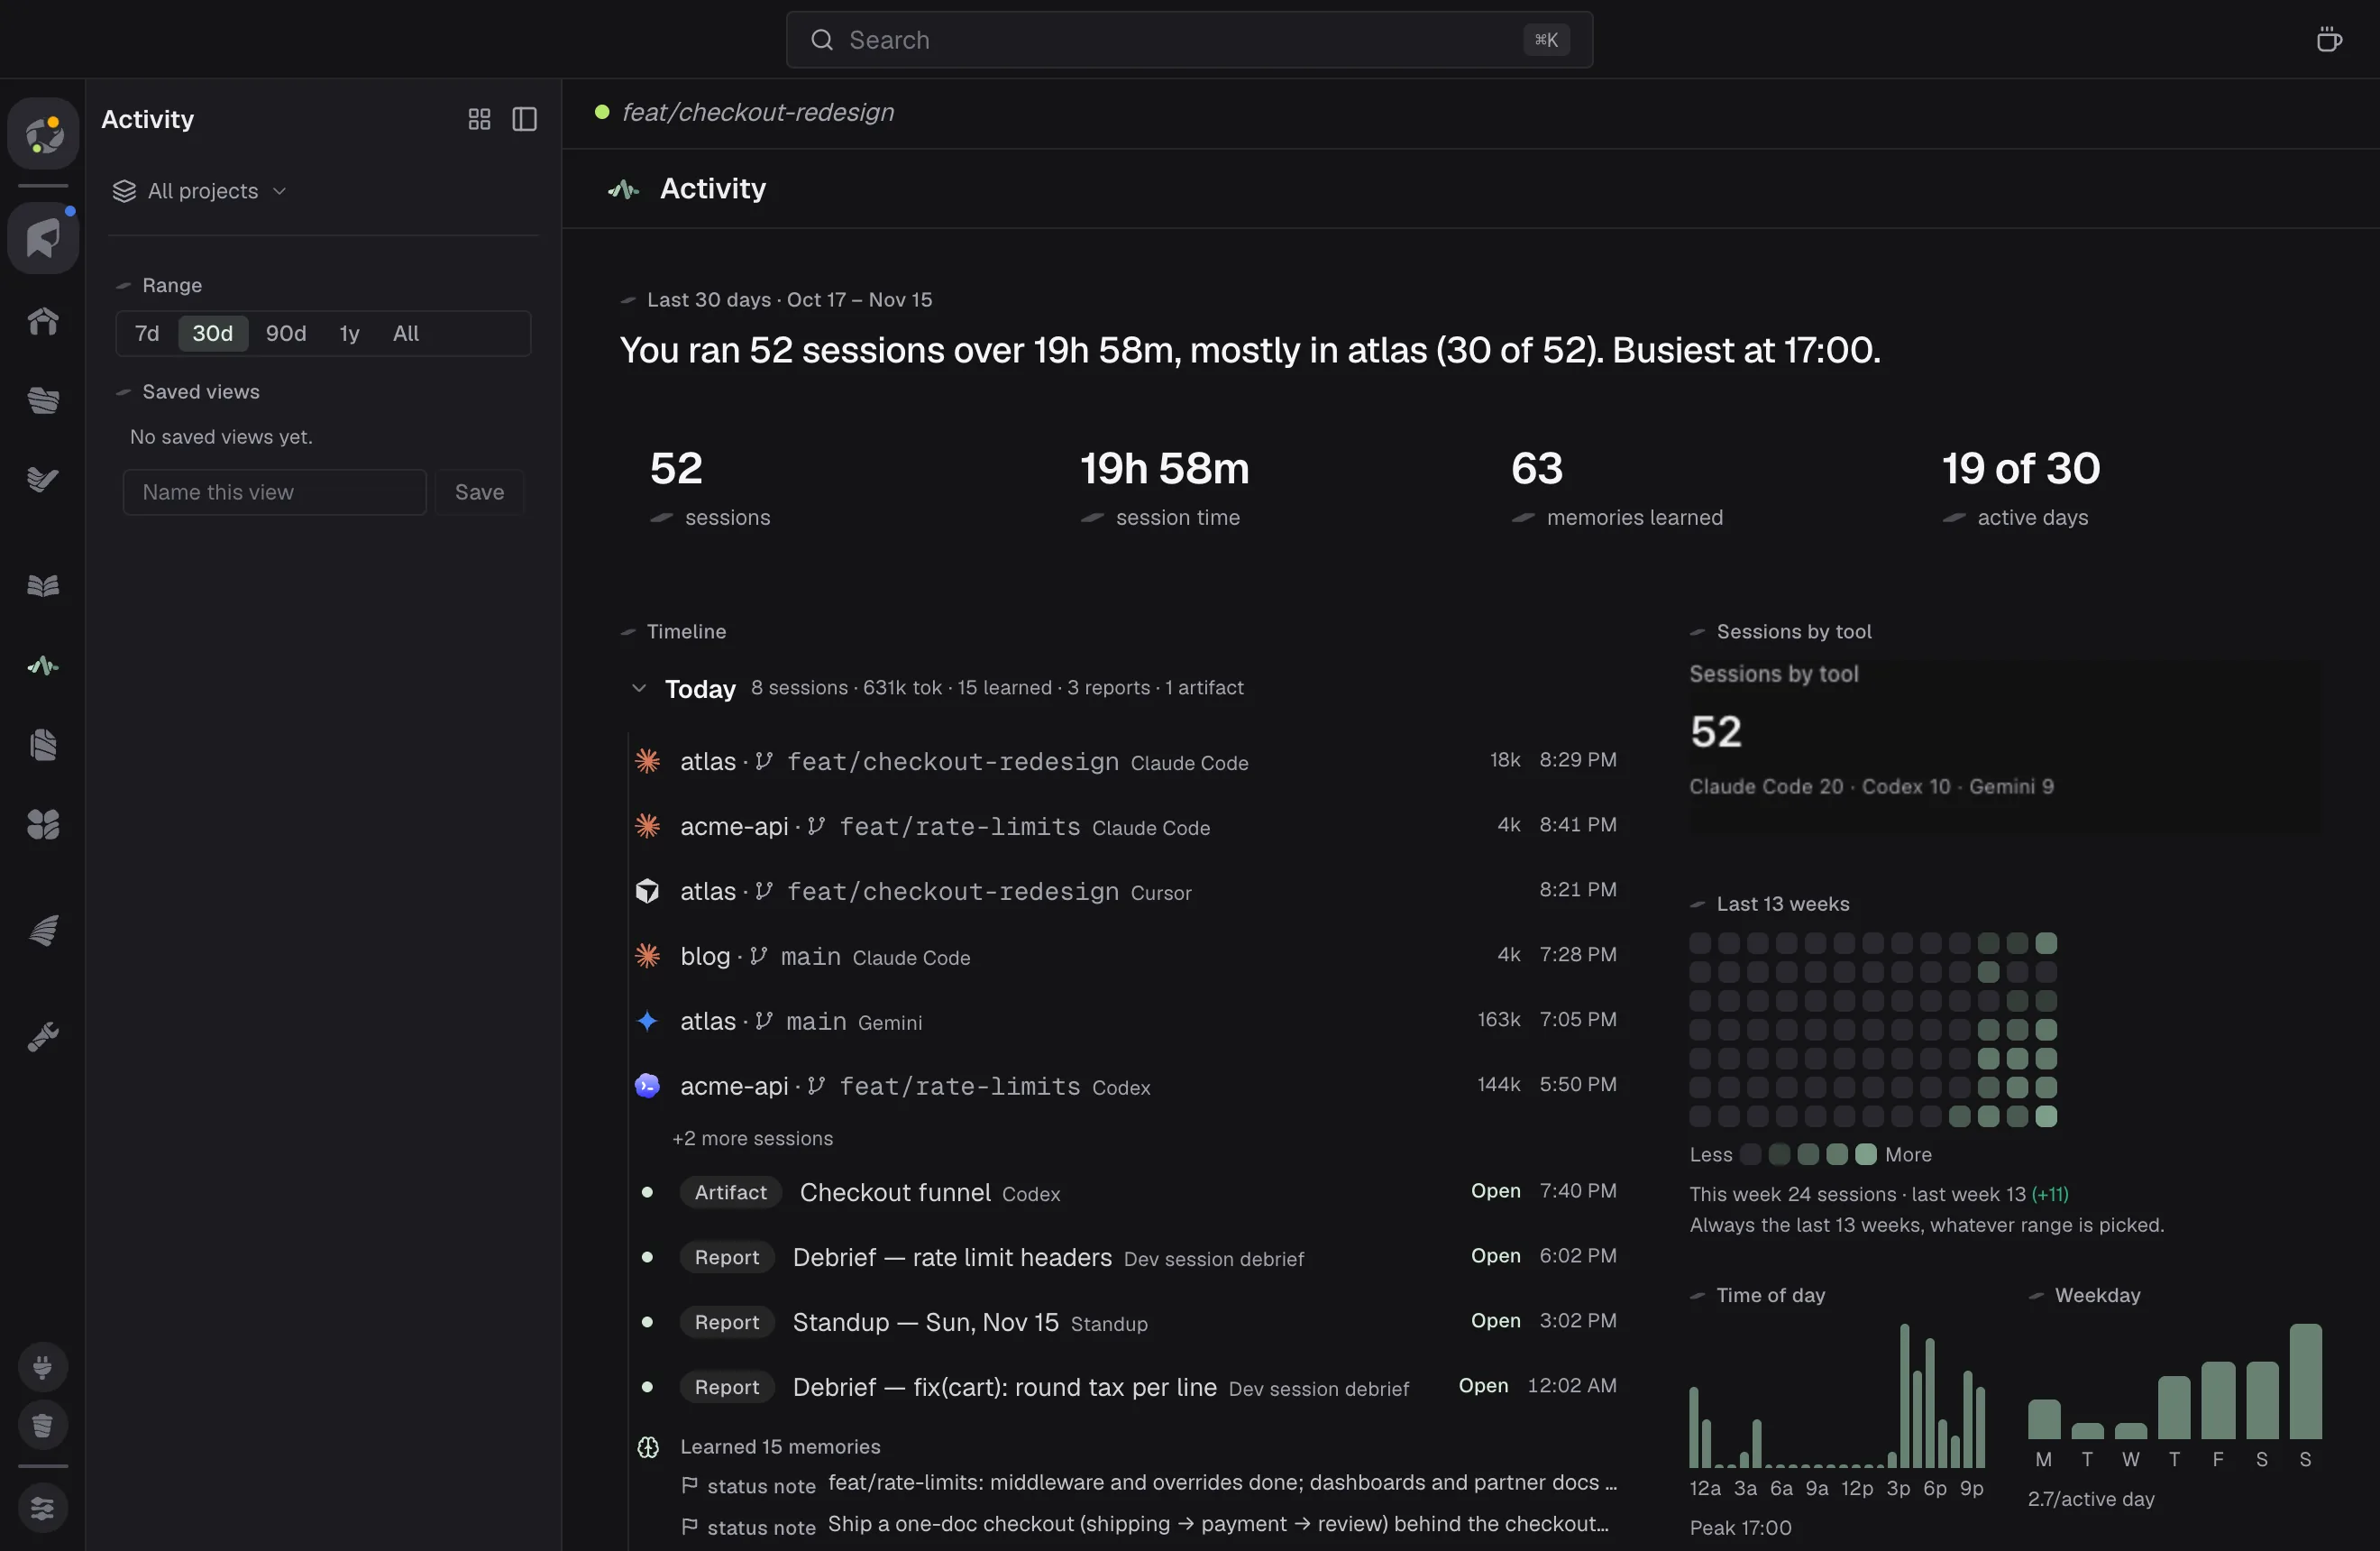 Search ⌘K
Activity
All projects
Range
7d 30d 90d 1y All
Saved views
No saved views yet.
Name this view Save
feat/checkout-redesign
Activity
Last 30 days · Oct 17 – Nov 15
You ran 52 sessions over 19h 58m, mostly in atlas (30 of 52). Busiest at 17:00.
52
sessions
19h 58m
session time
63
memories learned
19 of 30
active days
Timeline
Today 8 sessions · 631k tok · 15 learned · 3 reports · 1 artifact
atlas · feat/checkout-redesign Claude Code 18k 8:29 PM
acme-api · feat/rate-limits Claude Code 4k 8:41 PM
atlas · feat/checkout-redesign Cursor 8:21 PM
blog · main Claude Code 4k 7:28 PM
atlas · main Gemini 163k 7:05 PM
acme-api · feat/rate-limits Codex 144k 5:50 PM
+2 more sessions
Artifact Checkout funnel Codex Open 7:40 PM
Report Debrief — rate limit headers Dev session debrief Open 6:02 PM
Report Standup — Sun, Nov 15 Standup Open 3:02 PM
Report Debrief — fix(cart): round tax per line Dev session debrief Open 12:02 AM
Learned 15 memories
status note feat/rate-limits: middleware and overrides done; dashboards and partner docs ...
status note Ship a one-doc checkout (shipping → payment → review) behind the checkout...
Sessions by tool
Sessions by tool
52
Claude Code 20 · Codex 10 · Gemini 9
Last 13 weeks
Less More
This week 24 sessions · last week 13 (+11)
Always the last 13 weeks, whatever range is picked.
Time of day
12a 3a 6a 9a 12p 3p 6p 9p
Peak 17:00
Weekday
M T W T F S S
2.7/active day